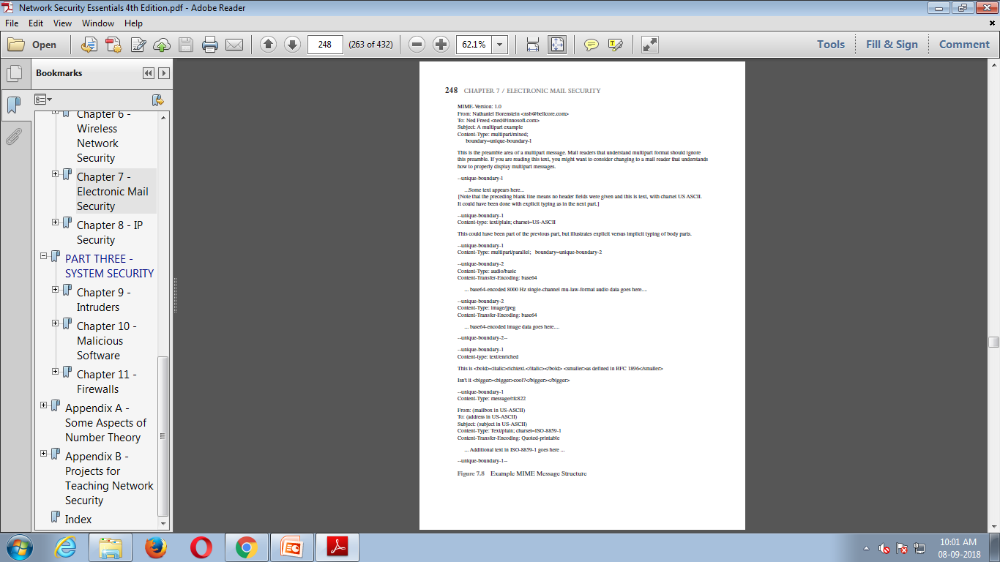 Network Security Essentials 4th Edition.pdf - Adobe Reader
File Edit View Window Help
Open 248 (263 of 432) 62.1% Tools Fill & Sign Comment
Bookmarks
Chapter 6 -
Wireless
Network
Security
Chapter 7 -
Electronic Mail
Security
Chapter 8 - IP
Security
PART THREE -
SYSTEM SECURITY
Chapter 9 -
Intruders
Chapter 10 -
Malicious
Software
Chapter 11 -
Firewalls
Appendix A -
Some Aspects of
Number Theory
Appendix B -
Projects for
Teaching Network
Security
Index
248 CHAPTER 7 / ELECTRONIC MAIL SECURITY
MIME-Version: 1.0
From: Nathaniel Borenstein <nsb@bellcore.com>
To: Ned Freed <ned@innosoft.com>
Subject: A multipart example
Content-Type: multipart/mixed;
boundary=unique-boundary-1
This is the preamble area of a multipart message. Mail readers that understand multipart format should ignore
this preamble. If you are reading this text, you might want to consider changing to a mail reader that understands
how to properly display multipart messages.
--unique-boundary-1
...Some text appears here...
[Note that the preceding blank line means no header fields were given and this is text, with charset US ASCII.
It could have been done with explicit typing as in the next part.]
--unique-boundary-1
Content-type: text/plain; charset=US-ASCII
This could have been part of the previous part, but illustrates explicit versus implicit typing of body parts.
--unique-boundary-1
Content-Type: multipart/parallel; boundary=unique-boundary-2
--unique-boundary-2
Content-Type: audio/basic
Content-Transfer-Encoding: base64
... base64-encoded 8000 Hz single-channel mu-law-format audio data goes here....
--unique-boundary-2
Content-Type: image/jpeg
Content-Transfer-Encoding: base64
... base64-encoded image data goes here....
--unique-boundary-2--
--unique-boundary-1
Content-type: text/enriched
This is <bold><italic>richtext.</italic></bold> <smaller>as defined in RFC 1896</smaller>
Isn't it <bigger><bigger>cool?</bigger></bigger>
--unique-boundary-1
Content-Type: message/rfc822
From: (mailbox in US-ASCII)
To: (address in US-ASCII)
Subject: (subject in US-ASCII)
Content-Type: Text/plain; charset=ISO-8859-1
Content-Transfer-Encoding: Quoted-printable
... Additional text in ISO-8859-1 goes here ...
--unique-boundary-1--
Figure 7.8 Example MIME Message Structure
10:01 AM
08-09-2018